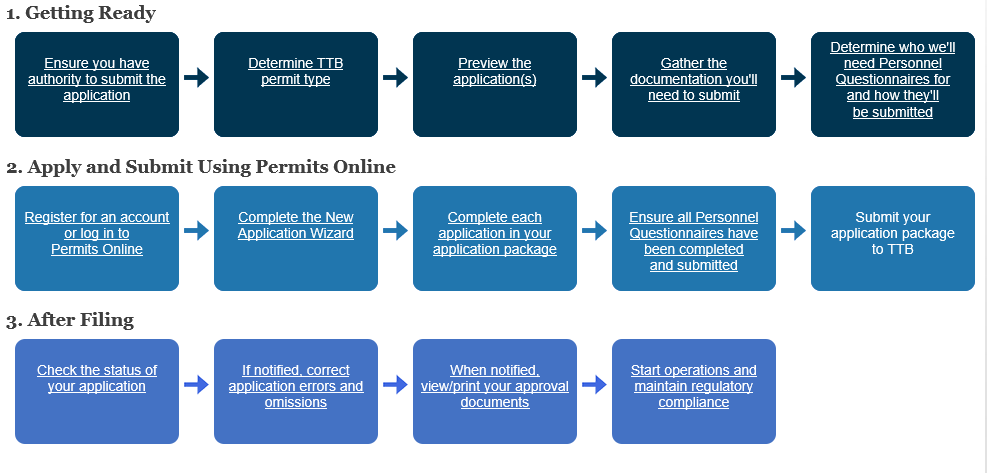 1. Getting Ready
Ensure you have
authority to submit the
application
Determine TTB
permit type
Preview the
application(s)
Gather the
documentation you'll
need to submit
Determine who we'll
need Personnel
Questionnaires for
and how they'll
be submitted
2. Apply and Submit Using Permits Online
Register for an account
or log in to
Permits Online
Complete the New
Application Wizard
Complete each
application in your
application package
Ensure all Personnel
Questionnaires have
been completed
and submitted
Submit your
application package
to TTB
3. After Filing
Check the status of
your application
If notified, correct
application errors and
omissions
When notified,
view/print your approval
documents
Start operations and
maintain regulatory
compliance